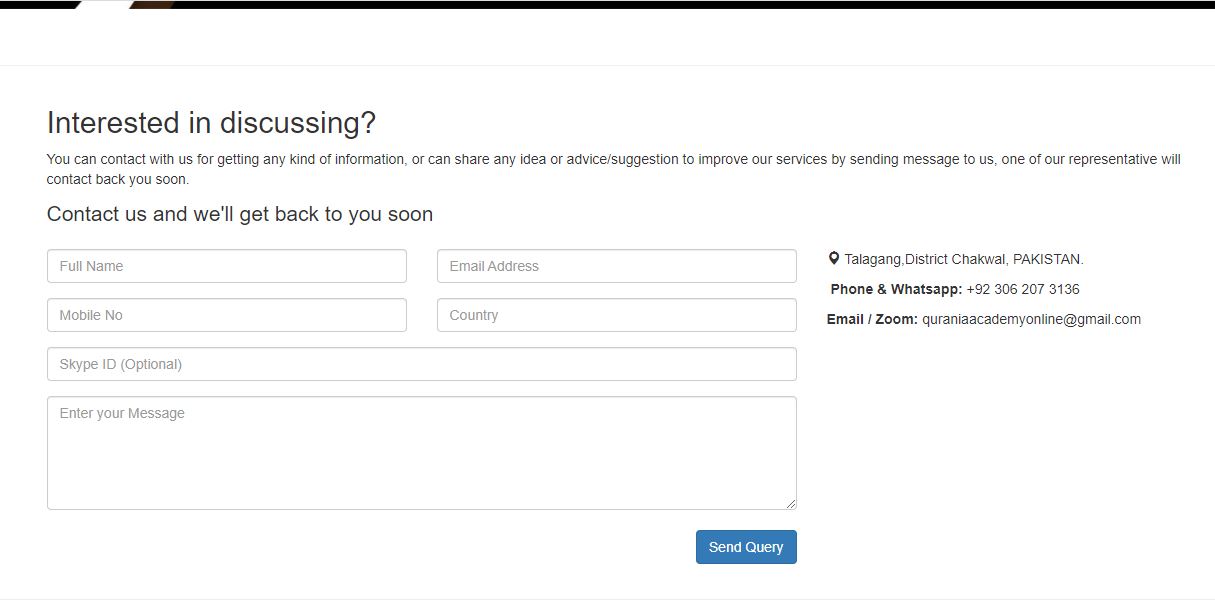 Interested in discussing?
You can contact with us for getting any kind of information, or can share any idea or advice/suggestion to improve our services by sending message to us, one of our representative will
contact back you soon.
Contact us and we'll get back to you soon
Full Name
Email Address
Mobile No
Country
Skype ID (Optional)
Enter your Message
Send Query
Talagang,District Chakwal, PAKISTAN.
Phone & Whatsapp: +92 306 207 3136
Email / Zoom: quraniaacademyonline@gmail.com